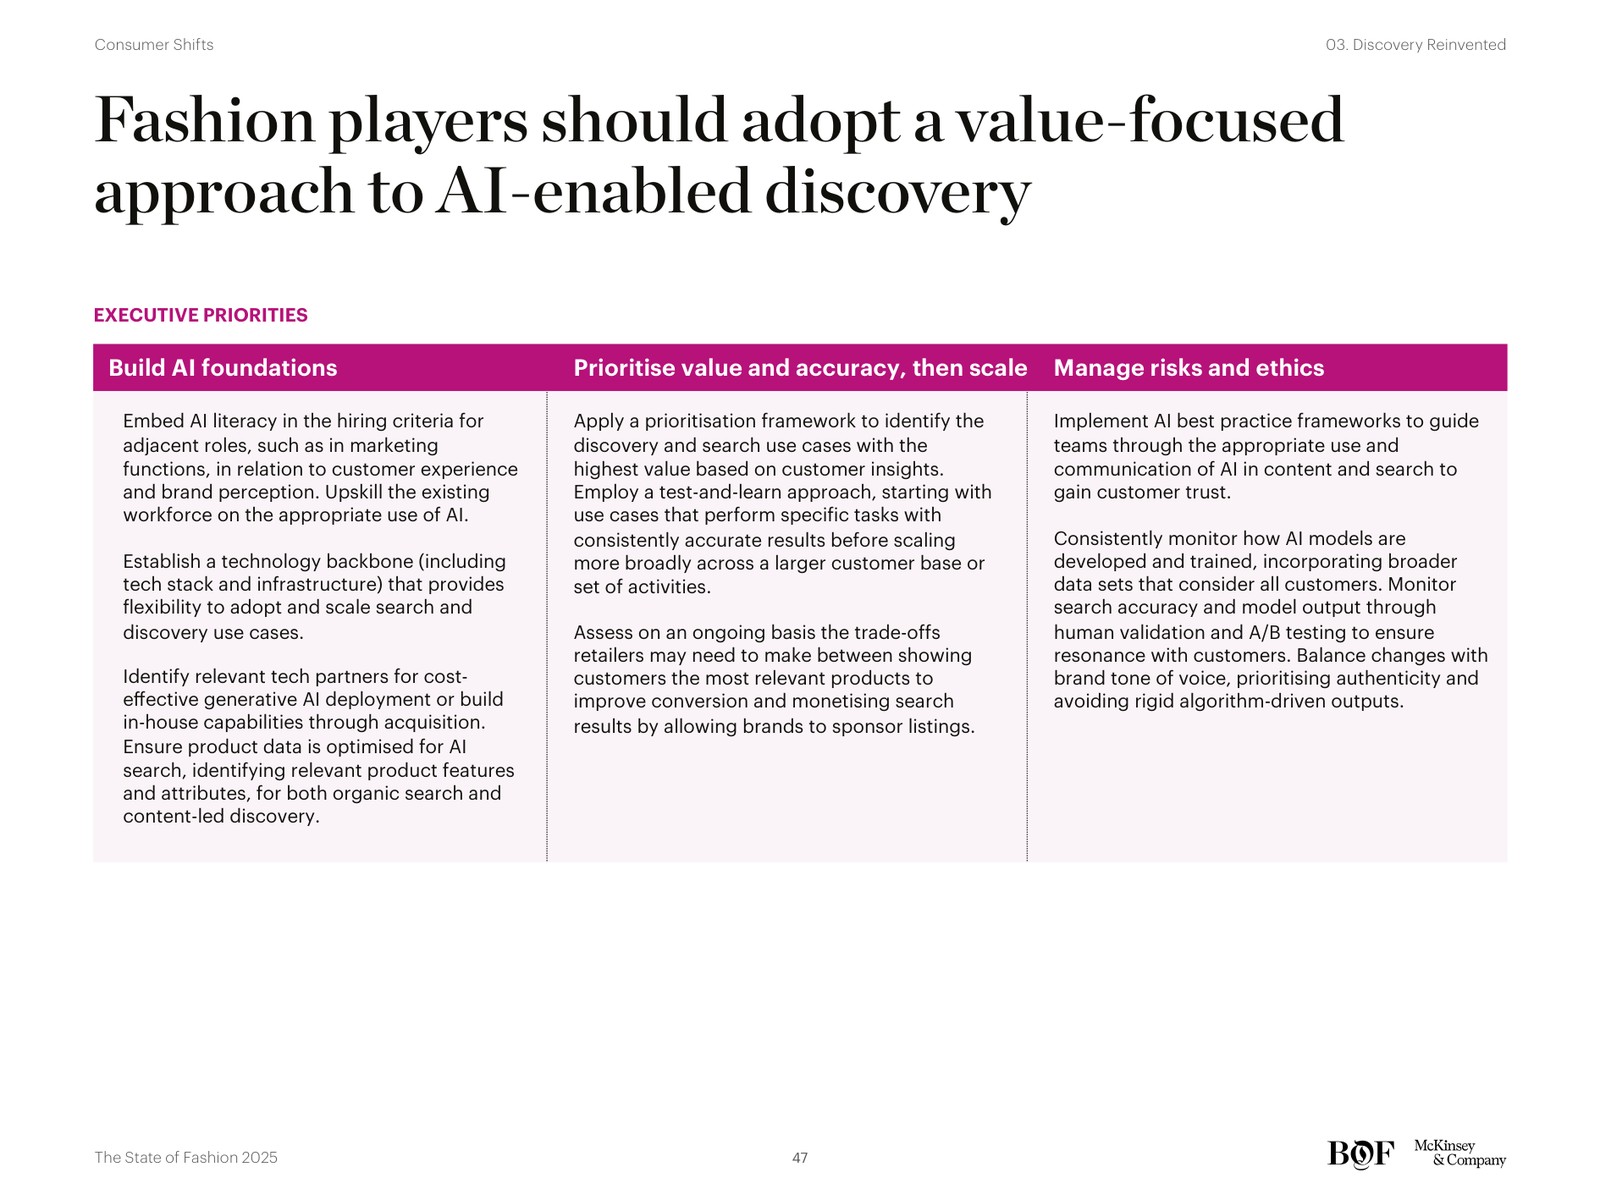 Consumer Shifts
03. Discovery Reinvented
Fashion players should adopt a value-focused
approach to AI-enabled discovery
EXECUTIVE PRIORITIES
Build AI foundations
Embed AI literacy in the hiring criteria for
adjacent roles, such as in marketing
functions, in relation to customer experience
and brand perception. Upskill the existing
workforce on the appropriate use of AI.
Establish a technology backbone (including
tech stack and infrastructure) that provides
flexibility to adopt and scale search and
discovery use cases.
Identify relevant tech partners for cost-
effective generative AI deployment or build
in-house capabilities through acquisition.
Ensure product data is optimised for AI
search, identifying relevant product features
and attributes, for both organic search and
content-led discovery.
Prioritise value and accuracy, then scale
Apply a prioritisation framework to identify the
discovery and search use cases with the
highest value based on customer insights.
Employ a test-and-learn approach, starting with
use cases that perform specific tasks with
consistently accurate results before scaling
more broadly across a larger customer base or
set of activities.
Assess on an ongoing basis the trade-offs
retailers may need to make between showing
customers the most relevant products to
improve conversion and monetising search
results by allowing brands to sponsor listings.
Manage risks and ethics
Implement AI best practice frameworks to guide
teams through the appropriate use and
communication of AI in content and search to
gain customer trust.
Consistently monitor how AI models are
developed and trained, incorporating broader
data sets that consider all customers. Monitor
search accuracy and model output through
human validation and A/B testing to ensure
resonance with customers. Balance changes with
brand tone of voice, prioritising authenticity and
avoiding rigid algorithm-driven outputs.
The State of Fashion 2025
47
BOF
McKinsey
& Company